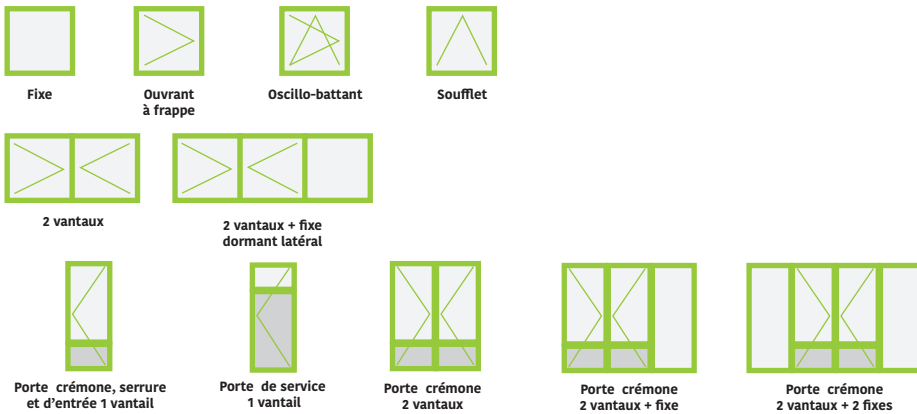 Fixe
Ouvrant
à frappe
Oscillo-battant
Soufflet
2 vantaux
2 vantaux + fixe
dormant latéral
Porte crémone, serrure
et d’entrée 1 vantail
Porte de service
1 vantail
Porte crémone
2 vantaux
Porte crémone
2 vantaux + fixe
Porte crémone
2 vantaux + 2 fixes